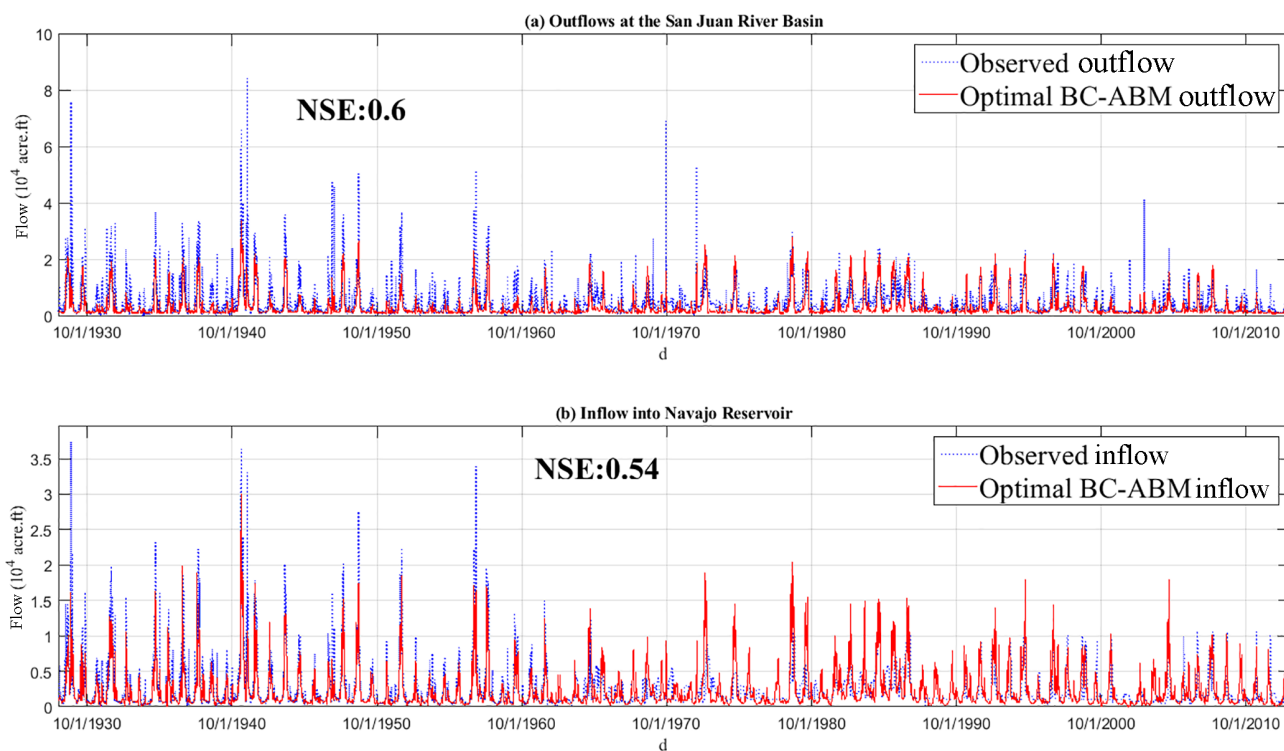 (a) Outflows at the San Juan River Basin
10
8
6
4
2
0
Flow (10^4 acre.ft)
NSE:0.6
Observed outflow
Optimal BC-ABM outflow
10/1/1930 10/1/1940 10/1/1950 10/1/1960 10/1/1970 10/1/1980 10/1/1990 10/1/2000 10/1/2010
d
(b) Inflow into Navajo Reservoir
3.5
3
2.5
2
1.5
1
0.5
0
Flow (10^4 acre.ft)
NSE:0.54
Observed inflow
Optimal BC-ABM inflow
10/1/1930 10/1/1940 10/1/1950 10/1/1960 10/1/1970 10/1/1980 10/1/1990 10/1/2000 10/1/2010
d